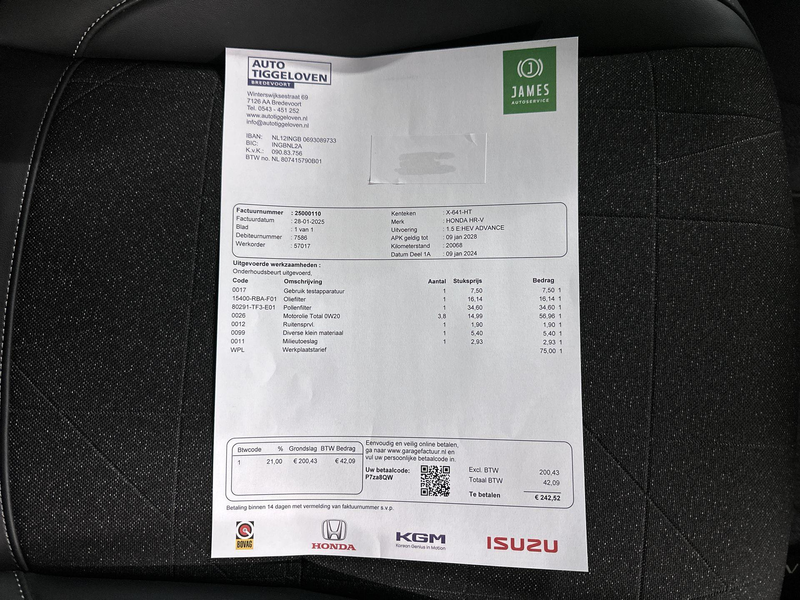 AUTO
TIGGELOVEN
BREDEVOORT
JAMES
AUTOSERVICE
Winterswijksestraat 69
7126 AA Bredevoort
Tel. 0543 - 451 252
www.autotiggeloven.nl
info@autotiggeloven.nl
IBAN: NL12INGB 0693089733
BIC: INGBNL2A
K.v.K.: 090.83.756
BTW no. NL 807415790B01
Factuurnummer : 25000110
Factuurdatum : 28-01-2025
Blad : 1 van 1
Debiteurnummer : 7586
Werkorder : 57017
Kenteken : X-641-HT
Merk : HONDA HR-V
Uitvoering : 1.5 E:HEV ADVANCE
APK geldig tot : 09 jan 2028
Kilometerstand : 20068
Datum Deel 1A : 09 jan 2024
Uitgevoerde werkzaamheden :
Onderhoudsbeurt uitgevoerd.
Code Omschrijving Aantal Stuksprijs Bedrag
0017 Gebruik testapparatuur 1 7,50 7,50 1
15400-RBA-F01 Oliefilter 1 16,14 16,14 1
80291-TF3-E01 Pollenfilter 1 34,60 34,60 1
0026 Motorolie Total 0W20 3,8 14,99 56,96 1
0012 Ruitensprvl. 1 1,90 1,90 1
0099 Diverse klein materiaal 1 5,40 5,40 1
0011 Milieutoeslag 1 2,93 2,93 1
WPL Werkplaatstarief 75,00 1
Btwcode % Grondslag BTW Bedrag
1 21,00 € 200,43 € 42,09
Eenvoudig en veilig online betalen,
ga naar www.garagefactuur.nl en
vul uw persoonlijke betaalcode in.
Uw betaalcode:
P7za8QW
Excl. BTW 200,43
Totaal BTW 42,09
Te betalen € 242,52
Betaling binnen 14 dagen met vermelding van faktuurnummer s.v.p.
BOVAG
HONDA
KGM
Korean Genius in Motion
ISUZU